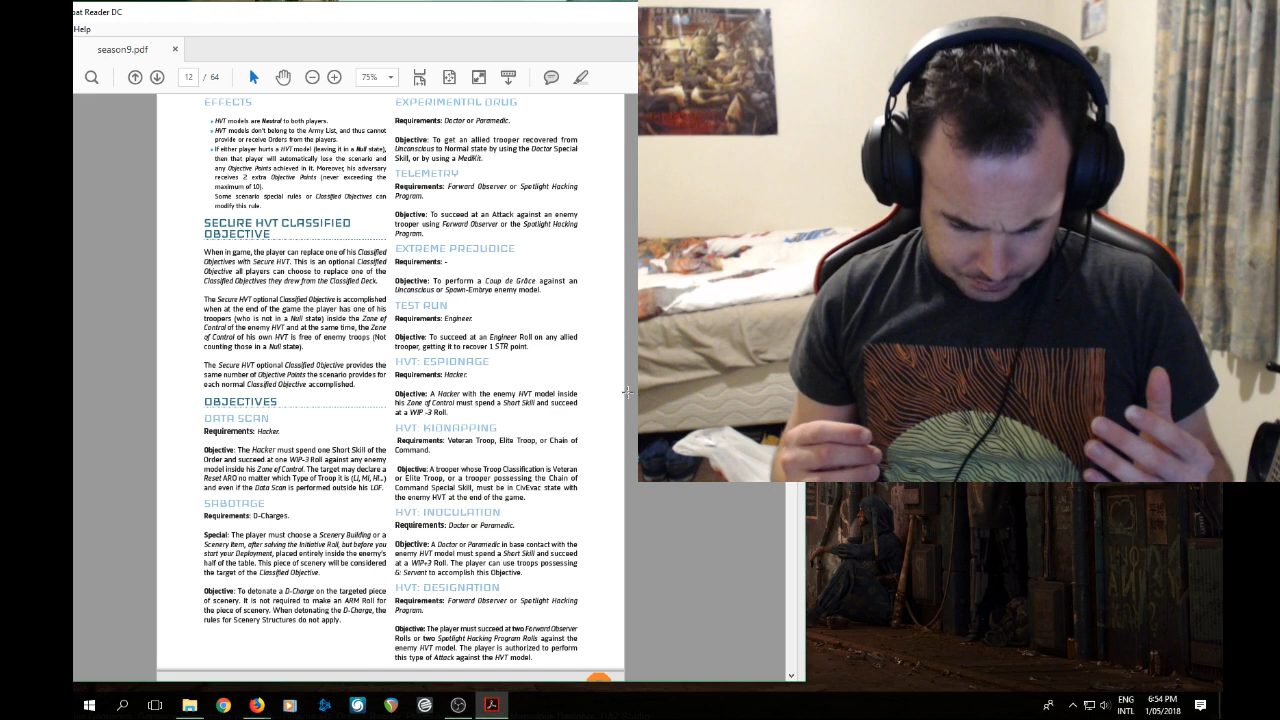 oat Reader DC
Help
season9.pdf
12 / 64
75%
EFFECTS
» HVT models are Neutral to both players.
» HVT models don't belong to the Army List, and thus cannot
provide or receive Orders from the players.
» If either player hurts a HVT model (leaving it in a Null state),
then that player will automatically lose the scenario and
any Objective Points achieved in it. Moreover, his adversary
receives 2 extra Objective Points (never exceeding the
maximum of 10).
Some scenario special rules or Classified Objectives can
modify this rule.
SECURE HVT CLASSIFIED
OBJECTIVE
When in game, the player can replace one of his Classified
Objectives with Secure HVT. This is an optional Classified
Objective all players can choose to replace one of the
Classified Objectives they drew from the Classified Deck.
The Secure HVT optional Classified Objective is accomplished
when at the end of the game the player has one of his
troopers (who is not in a Null state) inside the Zone of
Control of the enemy HVT and at the same time, the Zone
of Control of his own HVT is free of enemy troops (Not
counting those in a Null state).
The Secure HVT optional Classified Objective provides the
same number of Objective Points the scenario provides for
each normal Classified Objective accomplished.
OBJECTIVES
DATA SCAN
Requirements: Hacker.
Objective: The Hacker must spend one Short Skill of the
Order and succeed at one WIP-3 Roll against any enemy
model inside his Zone of Control. The target may declare a
Reset ARO no matter which Type of Troop it is (LI, MI, HI...)
and even if the Data Scan is performed outside his LOF.
SABOTAGE
Requirements: D-Charges.
Special: The player must choose a Scenery Building or a
Scenery Item, after solving the Initiative Roll, but before you
start your Deployment, placed entirely inside the enemy's
half of the table. This piece of scenery will be considered
the target of the Classified Objective.
Objective: To detonate a D-Charge on the targeted piece
of scenery. It is not required to make an ARM Roll for
the piece of scenery. When detonating the D-Charge, the
rules for Scenery Structures do not apply.
EXPERIMENTAL DRUG
Requirements: Doctor or Paramedic.
Objective: To get an allied trooper recovered from
Unconscious to Normal state by using the Doctor Special
Skill, or by using a MediKit.
TELEMETRY
Requirements: Forward Observer or Spotlight Hacking
Program.
Objective: To succeed at an Attack against an enemy
trooper using Forward Observer or the Spotlight Hacking
Program.
EXTREME PREJUDICE
Requirements: -
Objective: To perform a Coup de Grâce against an
Unconscious or Spawn-Embryo enemy model.
TEST RUN
Requirements: Engineer.
Objective: To succeed at an Engineer Roll on any allied
trooper, getting it to recover 1 STR point.
HVT: ESPIONAGE
Requirements: Hacker.
Objective: A Hacker with the enemy HVT model inside
his Zone of Control must spend a Short Skill and succeed
at a WIP -3 Roll.
HVT: KIDNAPPING
Requirements: Veteran Troop, Elite Troop, or Chain of
Command.
Objective: A trooper whose Troop Classification is Veteran
or Elite Troop, or a trooper possessing the Chain of
Command Special Skill, must be in CivEvac state with
the enemy HVT at the end of the game.
HVT: INOCULATION
Requirements: Doctor or Paramedic.
Objective: A Doctor or Paramedic in base contact with the
enemy HVT model must spend a Short Skill and succeed
at a WIP+3 Roll. The player can use troops possessing
G: Servant to accomplish this Objective.
HVT: DESIGNATION
Requirements: Forward Observer or Spotlight Hacking
Program.
Objective: The player must succeed at two Forward Observer
Rolls or two Spotlight Hacking Program Rolls against the
enemy HVT model. The player is authorized to perform
this type of Attack against the HVT model.
ENG
INTL
6:54 PM
1/05/2018